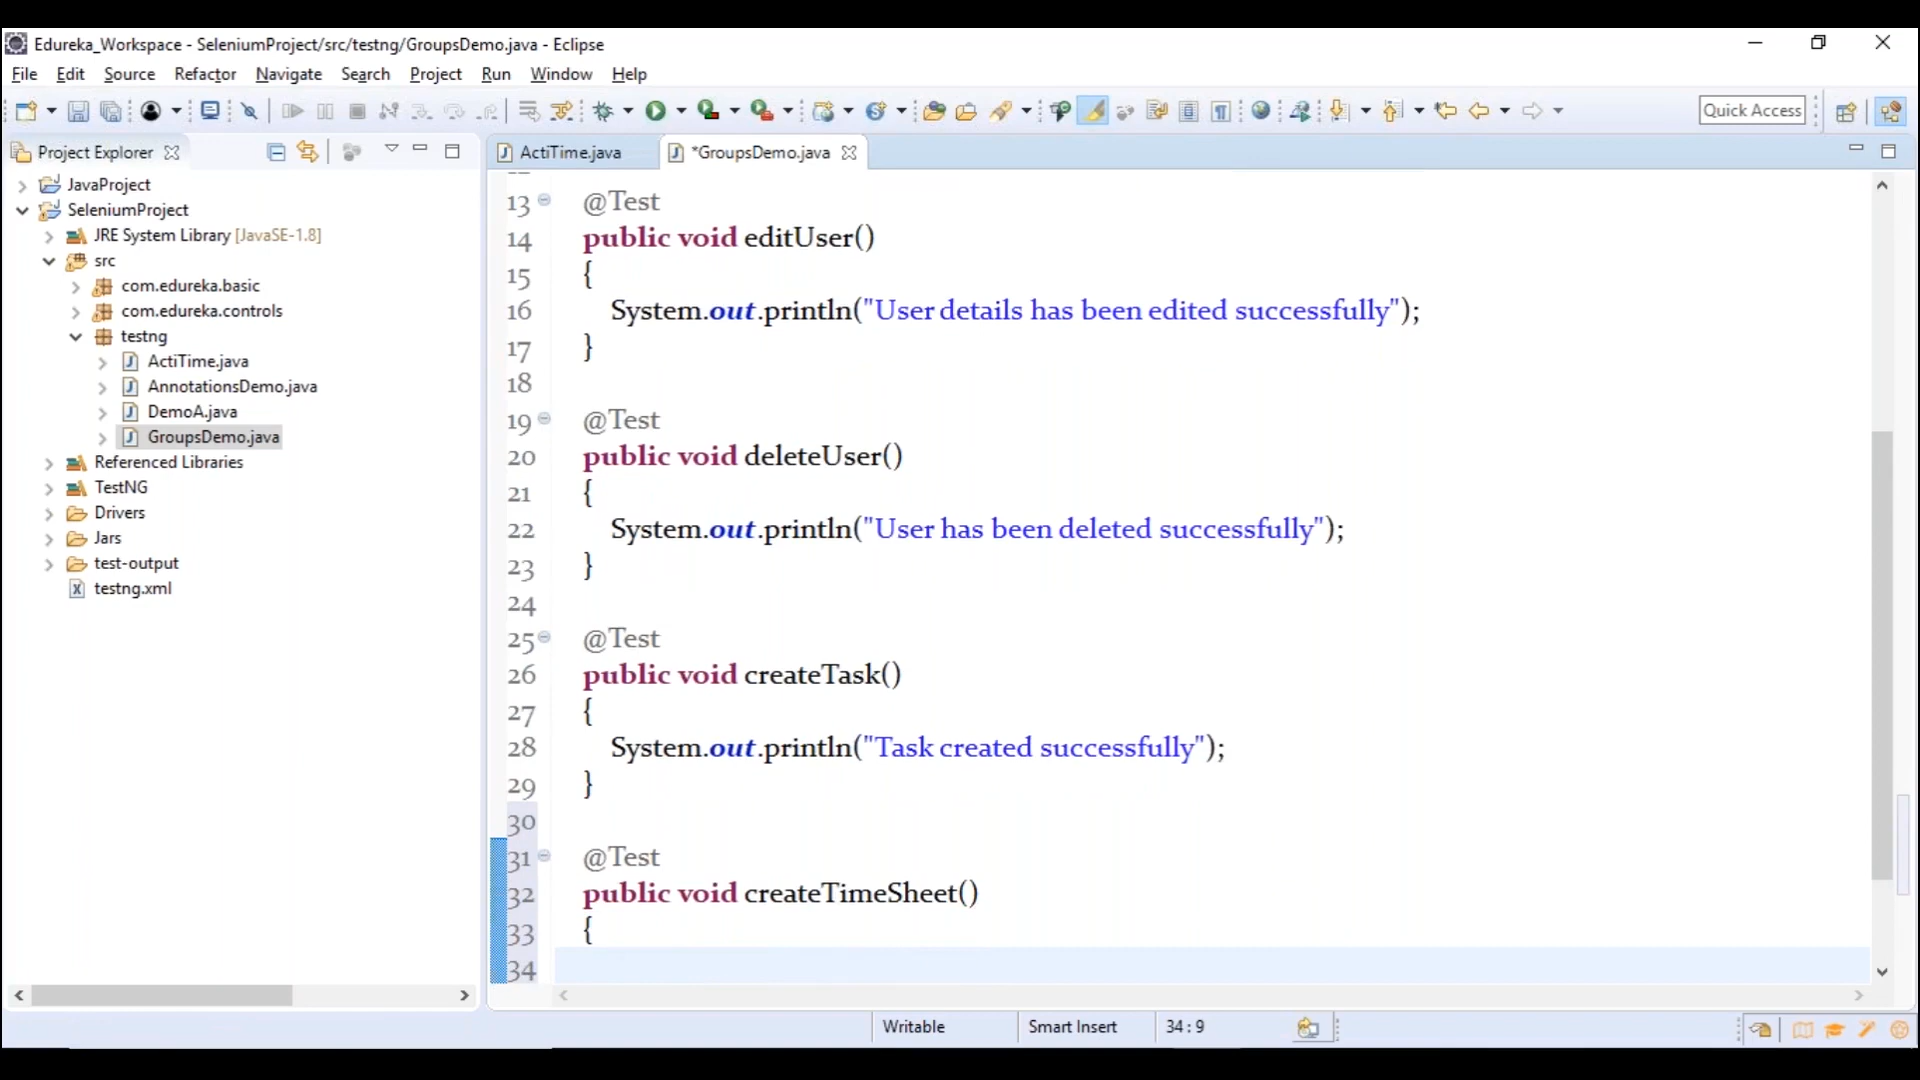 Edureka_Workspace - SeleniumProject/src/testng/GroupsDemo.java - Eclipse
File Edit Source Refactor Navigate Search Project Run Window Help
Quick Access
Project Explorer
ActiTime.java
*GroupsDemo.java
JavaProject
SeleniumProject
JRE System Library [JavaSE-1.8]
src
com.edureka.basic
com.edureka.controls
testng
ActiTime.java
AnnotationsDemo.java
DemoA.java
GroupsDemo.java
Referenced Libraries
TestNG
Drivers
Jars
test-output
testng.xml
13 @Test
14 public void editUser()
15 {
16 System.out.println("User details has been edited successfully");
17 }
18
19 @Test
20 public void deleteUser()
21 {
22 System.out.println("User has been deleted successfully");
23 }
24
25 @Test
26 public void createTask()
27 {
28 System.out.println("Task created successfully");
29 }
30
31 @Test
32 public void createTimeSheet()
33 {
34
Writable
Smart Insert
34 : 9